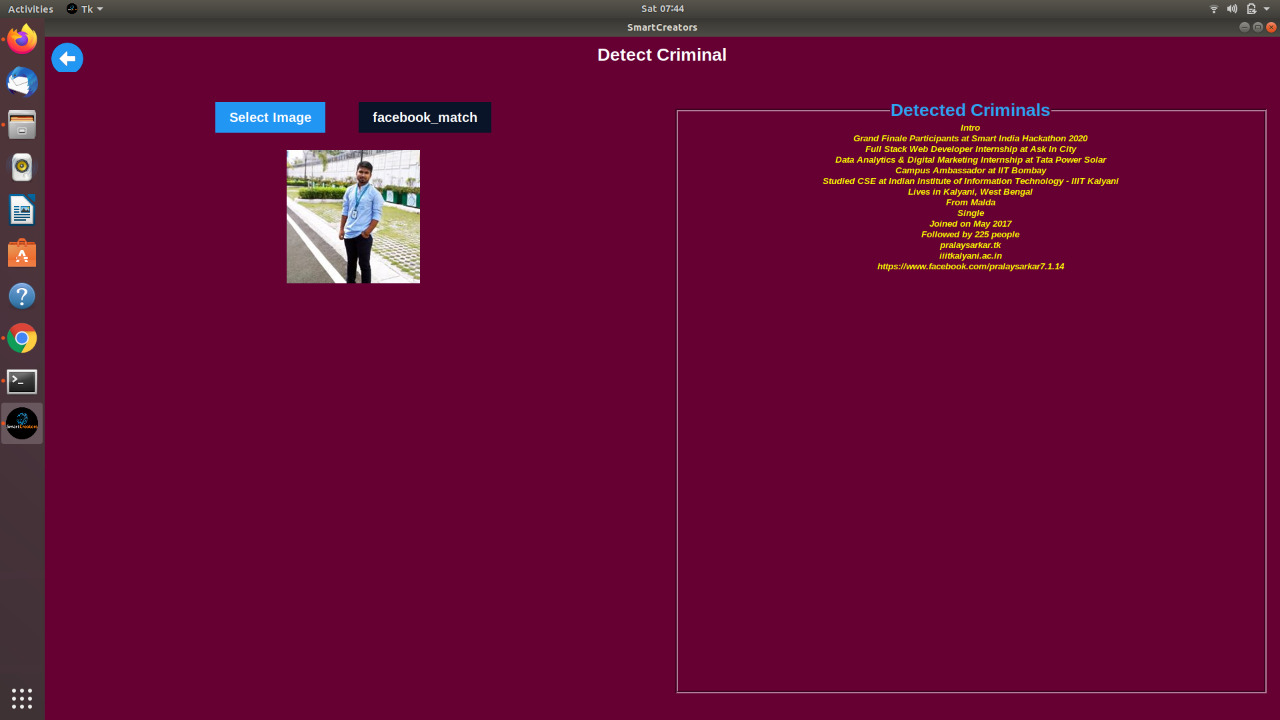 Activities
Tk
Sat 07:44
SmartCreators
Detect Criminal
Select Image
facebook_match
Detected Criminals
Intro
Grand Finale Participants at Smart India Hackathon 2020
Full Stack Web Developer Internship at Ask In City
Data Analytics & Digital Marketing Internship at Tata Power Solar
Campus Ambassador at IIT Bombay
Studied CSE at Indian Institute of Information Technology - IIIT Kalyani
Lives in Kalyani, West Bengal
From Malda
Single
Joined on May 2017
Followed by 225 people
pralaysarkar.tk
iiitkalyani.ac.in
https://www.facebook.com/pralaysarkar7.1.14
SmartCreators